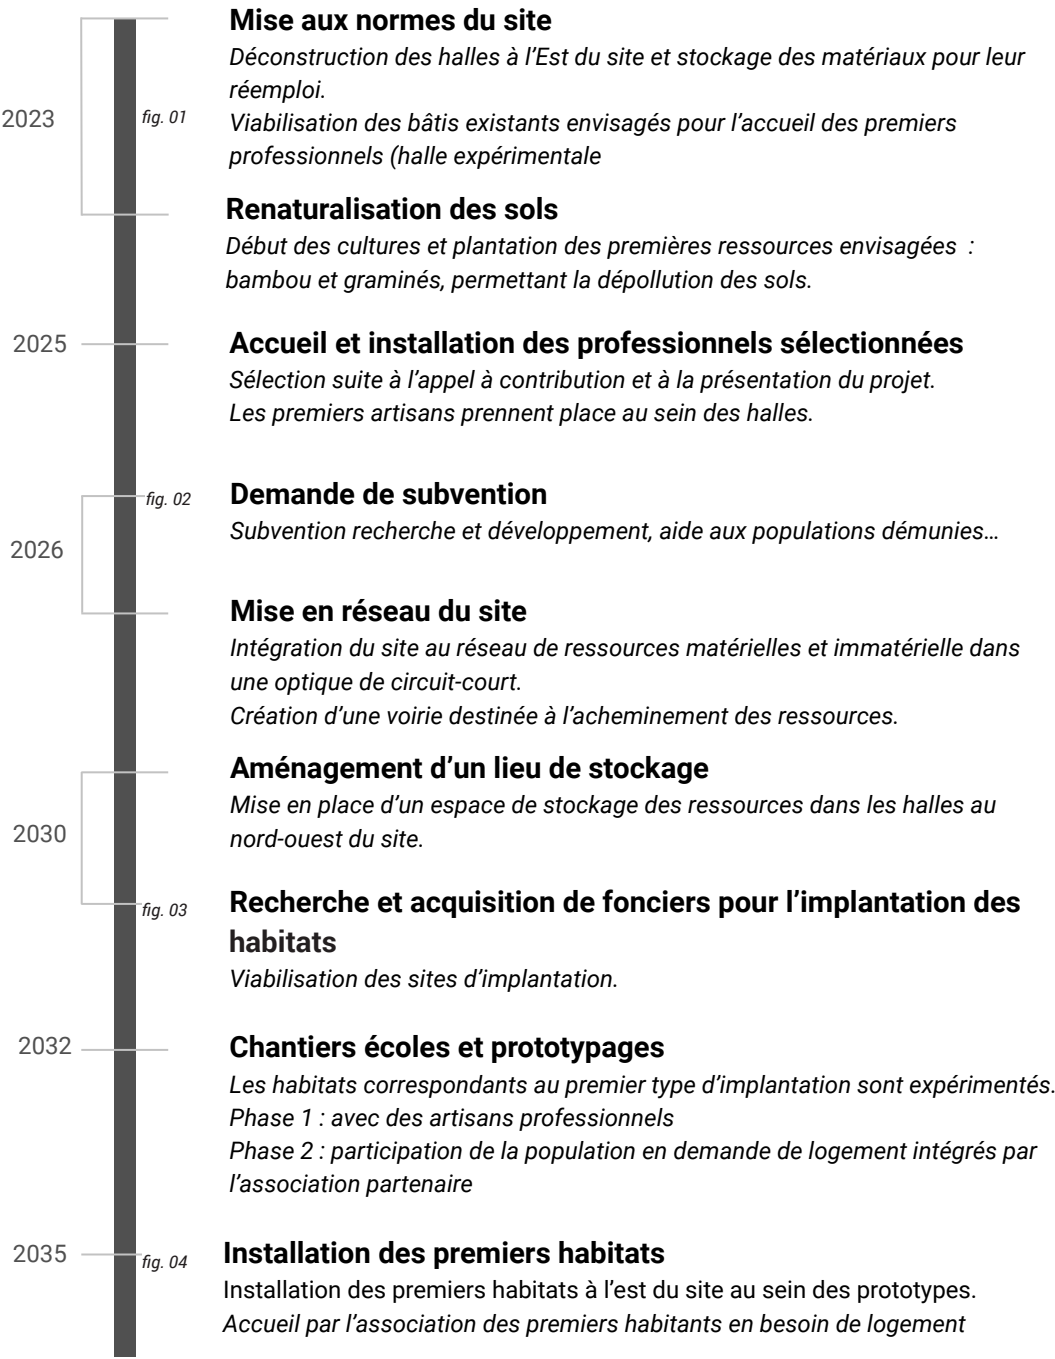 Mise aux normes du site
Déconstruction des halles à l'Est du site et stockage des matériaux pour leur
réemploi.
2023
fig. 01
Viabilisation des bâtis existants envisagés pour l'accueil des premiers
professionnels (halle expérimentale
Renaturalisation des sols
Début des cultures et plantation des premières ressources envisagées :
bambou et graminés, permettant la dépollution des sols.
2025
Accueil et installation des professionnels sélectionnées
Sélection suite à l'appel à contribution et à la présentation du projet.
Les premiers artisans prennent place au sein des halles.
fig. 02
Demande de subvention
Subvention recherche et développement, aide aux populations démunies…
2026
Mise en réseau du site
Intégration du site au réseau de ressources matérielles et immatérielle dans
une optique de circuit-court.
Création d'une voirie destinée à l'acheminement des ressources.
Aménagement d'un lieu de stockage
Mise en place d'un espace de stockage des ressources dans les halles au
nord-ouest du site.
2030
fig. 03
Recherche et acquisition de fonciers pour l'implantation des
habitats
Viabilisation des sites d'implantation.
2032
Chantiers écoles et prototypages
Les habitats correspondants au premier type d'implantation sont expérimentés.
Phase 1 : avec des artisans professionnels
Phase 2 : participation de la population en demande de logement intégrés par
l'association partenaire
2035
fig. 04
Installation des premiers habitats
Installation des premiers habitats à l'est du site au sein des prototypes.
Accueil par l'association des premiers habitants en besoin de logement